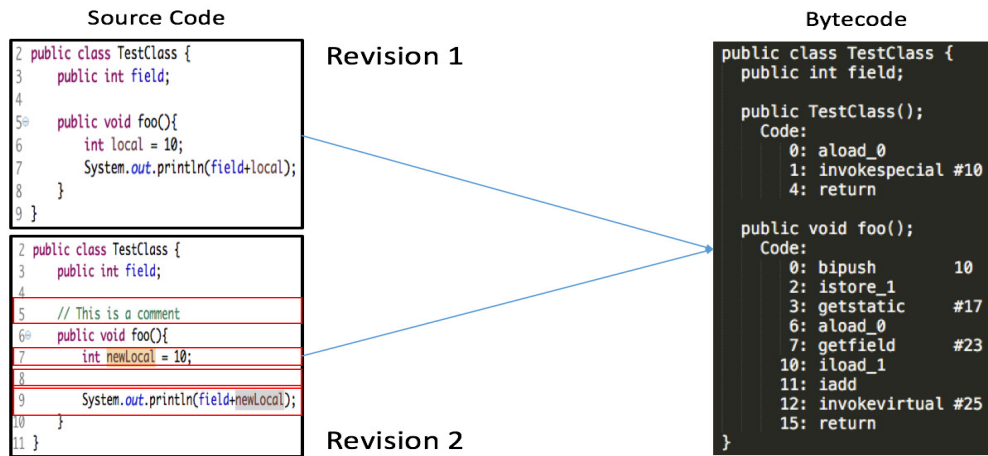 Source Code
Revision 1
2 public class TestClass {
3 public int field;
4
5 public void foo(){
6 int local = 10;
7 System.out.println(field+local);
8 }
9 }
2 public class TestClass {
3 public int field;
4
5 // This is a comment
6 public void foo(){
7 int newLocal = 10;
8
9 System.out.println(field+newLocal);
10 }
11 }
Revision 2
Bytecode
public class TestClass {
public int field;
public TestClass();
Code:
0: aload_0
1: invokespecial #10
4: return
public void foo();
Code:
0: bipush 10
2: istore_1
3: getstatic #17
6: aload_0
7: getfield #23
10: iload_1
11: iadd
12: invokevirtual #25
15: return
}